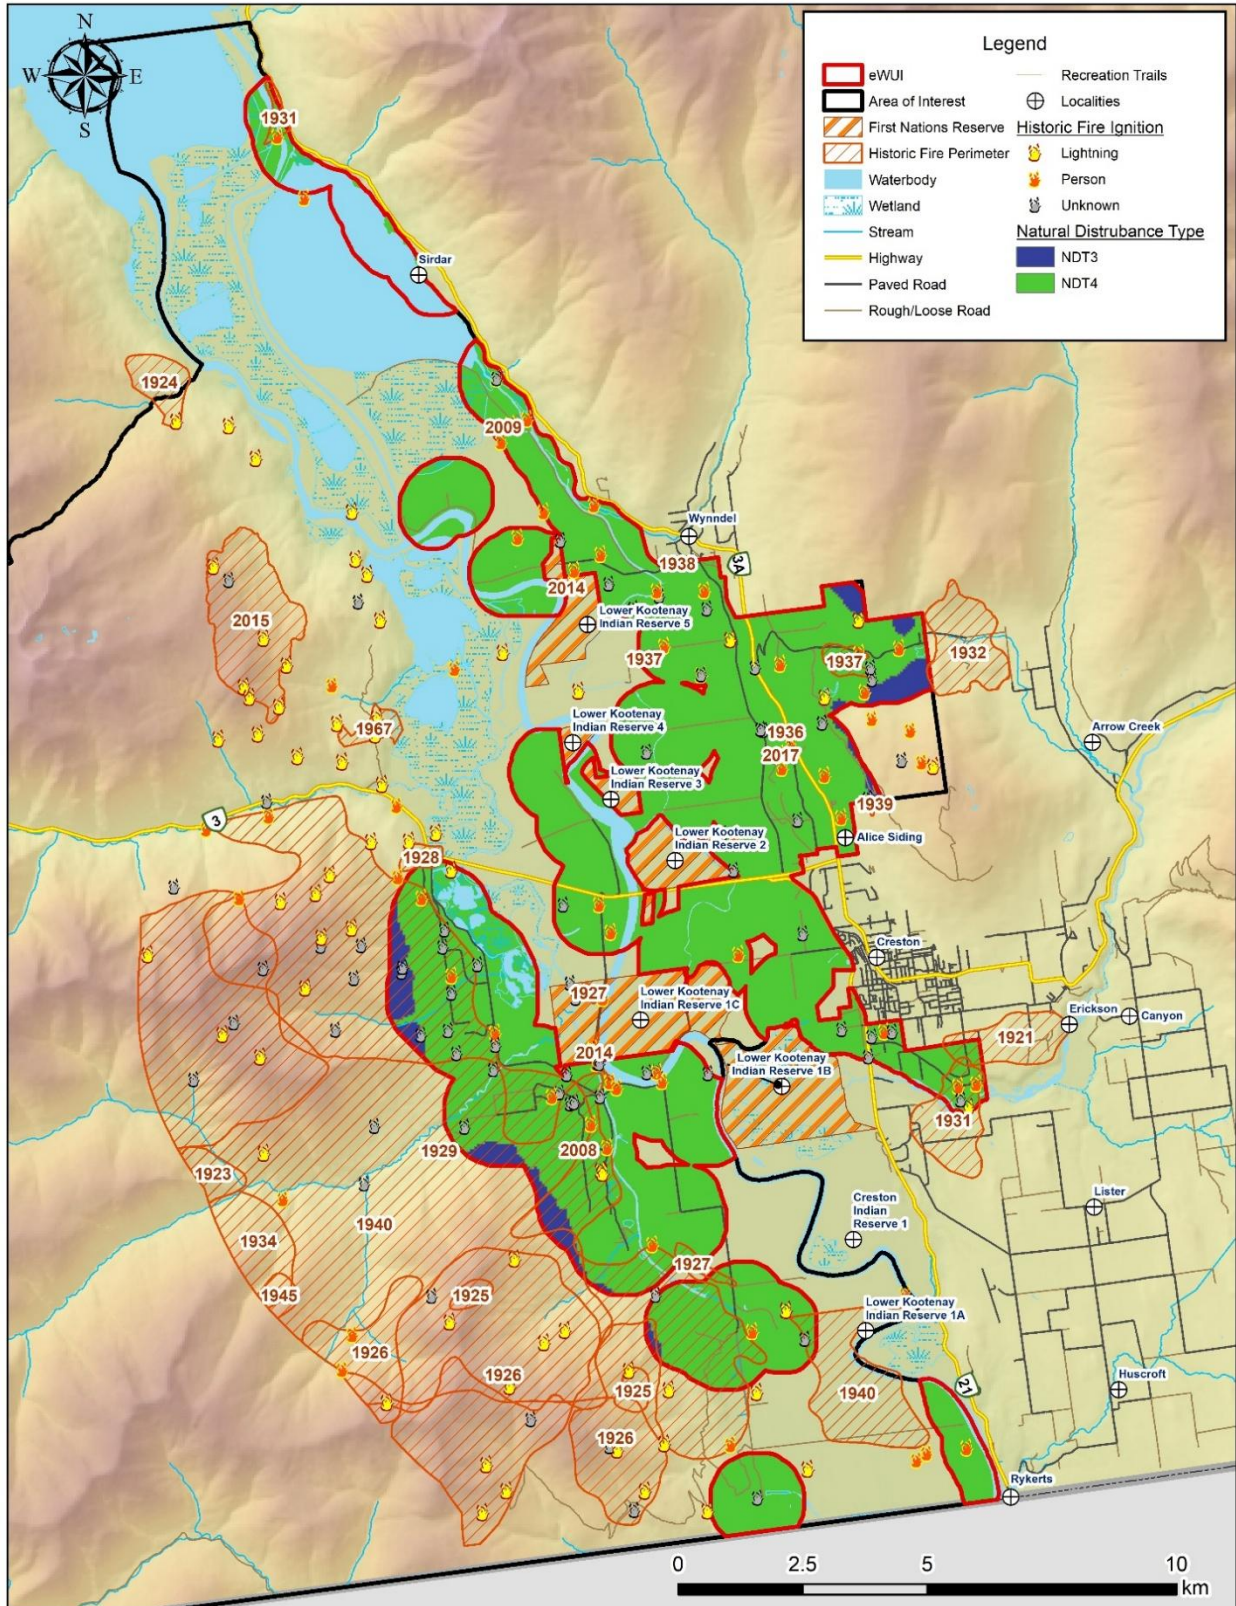 N
W E
S
Legend
eWUI
Area of Interest
First Nations Reserve
Historic Fire Perimeter
Waterbody
Wetland
Stream
Highway
Paved Road
Rough/Loose Road
Recreation Trails
Localities
Historic Fire Ignition
Lightning
Person
Unknown
Natural Distrubance Type
NDT3
NDT4
1931
Sirdar
1924
2009
Wynndel
3A
1938
2014
Lower Kootenay
Indian Reserve 5
2015
1937
1937
1932
1967
Lower Kootenay
Indian Reserve 4
1936
2017
Arrow Creek
Lower Kootenay
Indian Reserve 3
1939
3
Lower Kootenay
Indian Reserve 2
Alice Siding
1928
Creston
1927
Lower Kootenay
Indian Reserve 1C
Erickson
Canyon
1921
2014
Lower Kootenay
Indian Reserve 1B
1931
1929
2008
1923
Lister
1940
Creston
Indian
Reserve 1
1934
1927
1945
1925
Lower Kootenay
Indian Reserve 1A
1926
1926
1925
1940
21
Huscroft
1926
Rykerts
0 2.5 5 10
km